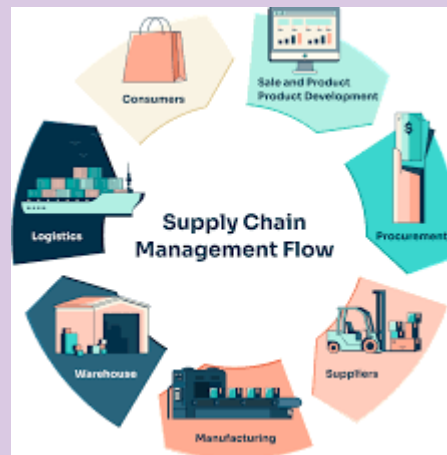 Consumers
Sale and Product
Product Development
$
Procurement
Suppliers
Manufacturing
Warehouse
Logistics
Supply Chain
Management Flow